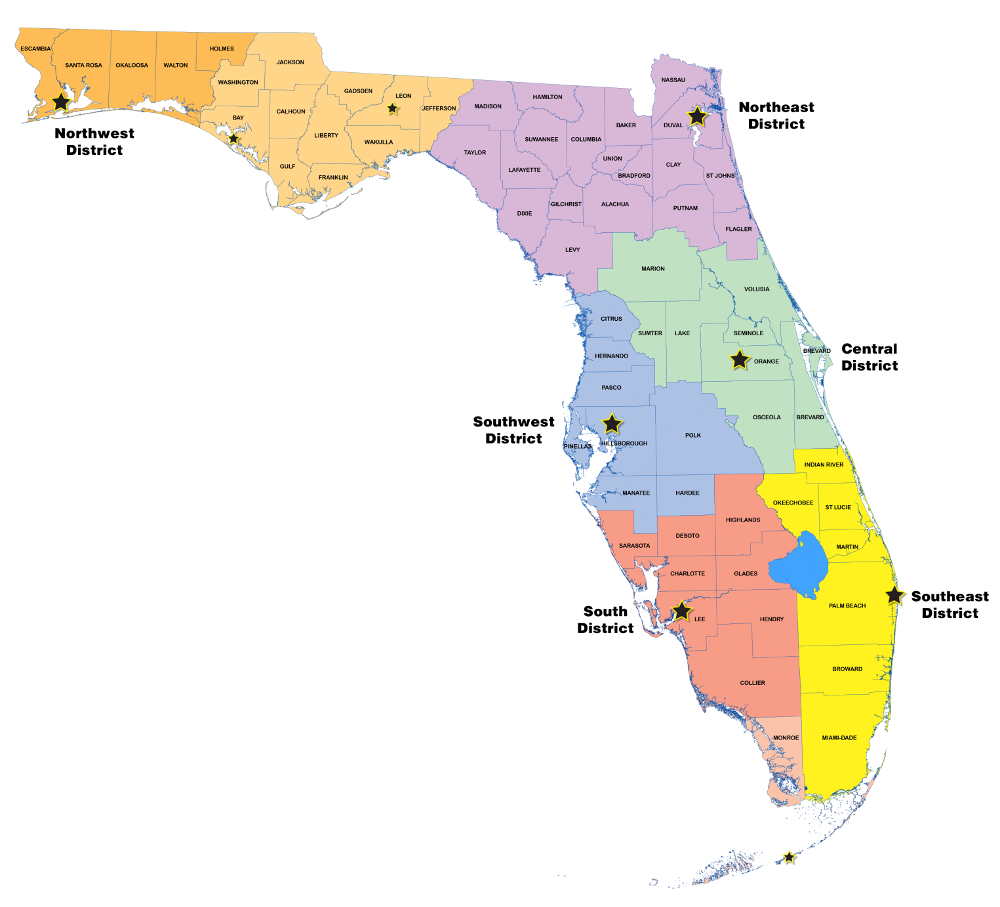 ESCAMBIA
SANTA ROSA
OKALOOSA
WALTON
HOLMES
WASHINGTON
JACKSON
BAY
CALHOUN
GULF
LIBERTY
FRANKLIN
GADSDEN
LEON
WAKULLA
JEFFERSON
Northwest
District
MADISON
HAMILTON
TAYLOR
SUWANNEE
COLUMBIA
BAKER
NASSAU
DUVAL
LAFAYETTE
UNION
BRADFORD
CLAY
ST JOHNS
DIXIE
GILCHRIST
ALACHUA
PUTNAM
FLAGLER
LEVY
Northeast
District
MARION
VOLUSIA
SUMTER
LAKE
SEMINOLE
ORANGE
BREVARD
OSCEOLA
BREVARD
Central
District
CITRUS
HERNANDO
PASCO
PINELLAS
HILLSBOROUGH
POLK
MANATEE
HARDEE
Southwest
District
INDIAN RIVER
OKEECHOBEE
ST LUCIE
MARTIN
PALM BEACH
BROWARD
MIAMI-DADE
Southeast
District
HIGHLANDS
SARASOTA
DESOTO
CHARLOTTE
GLADES
LEE
HENDRY
COLLIER
MONROE
South
District